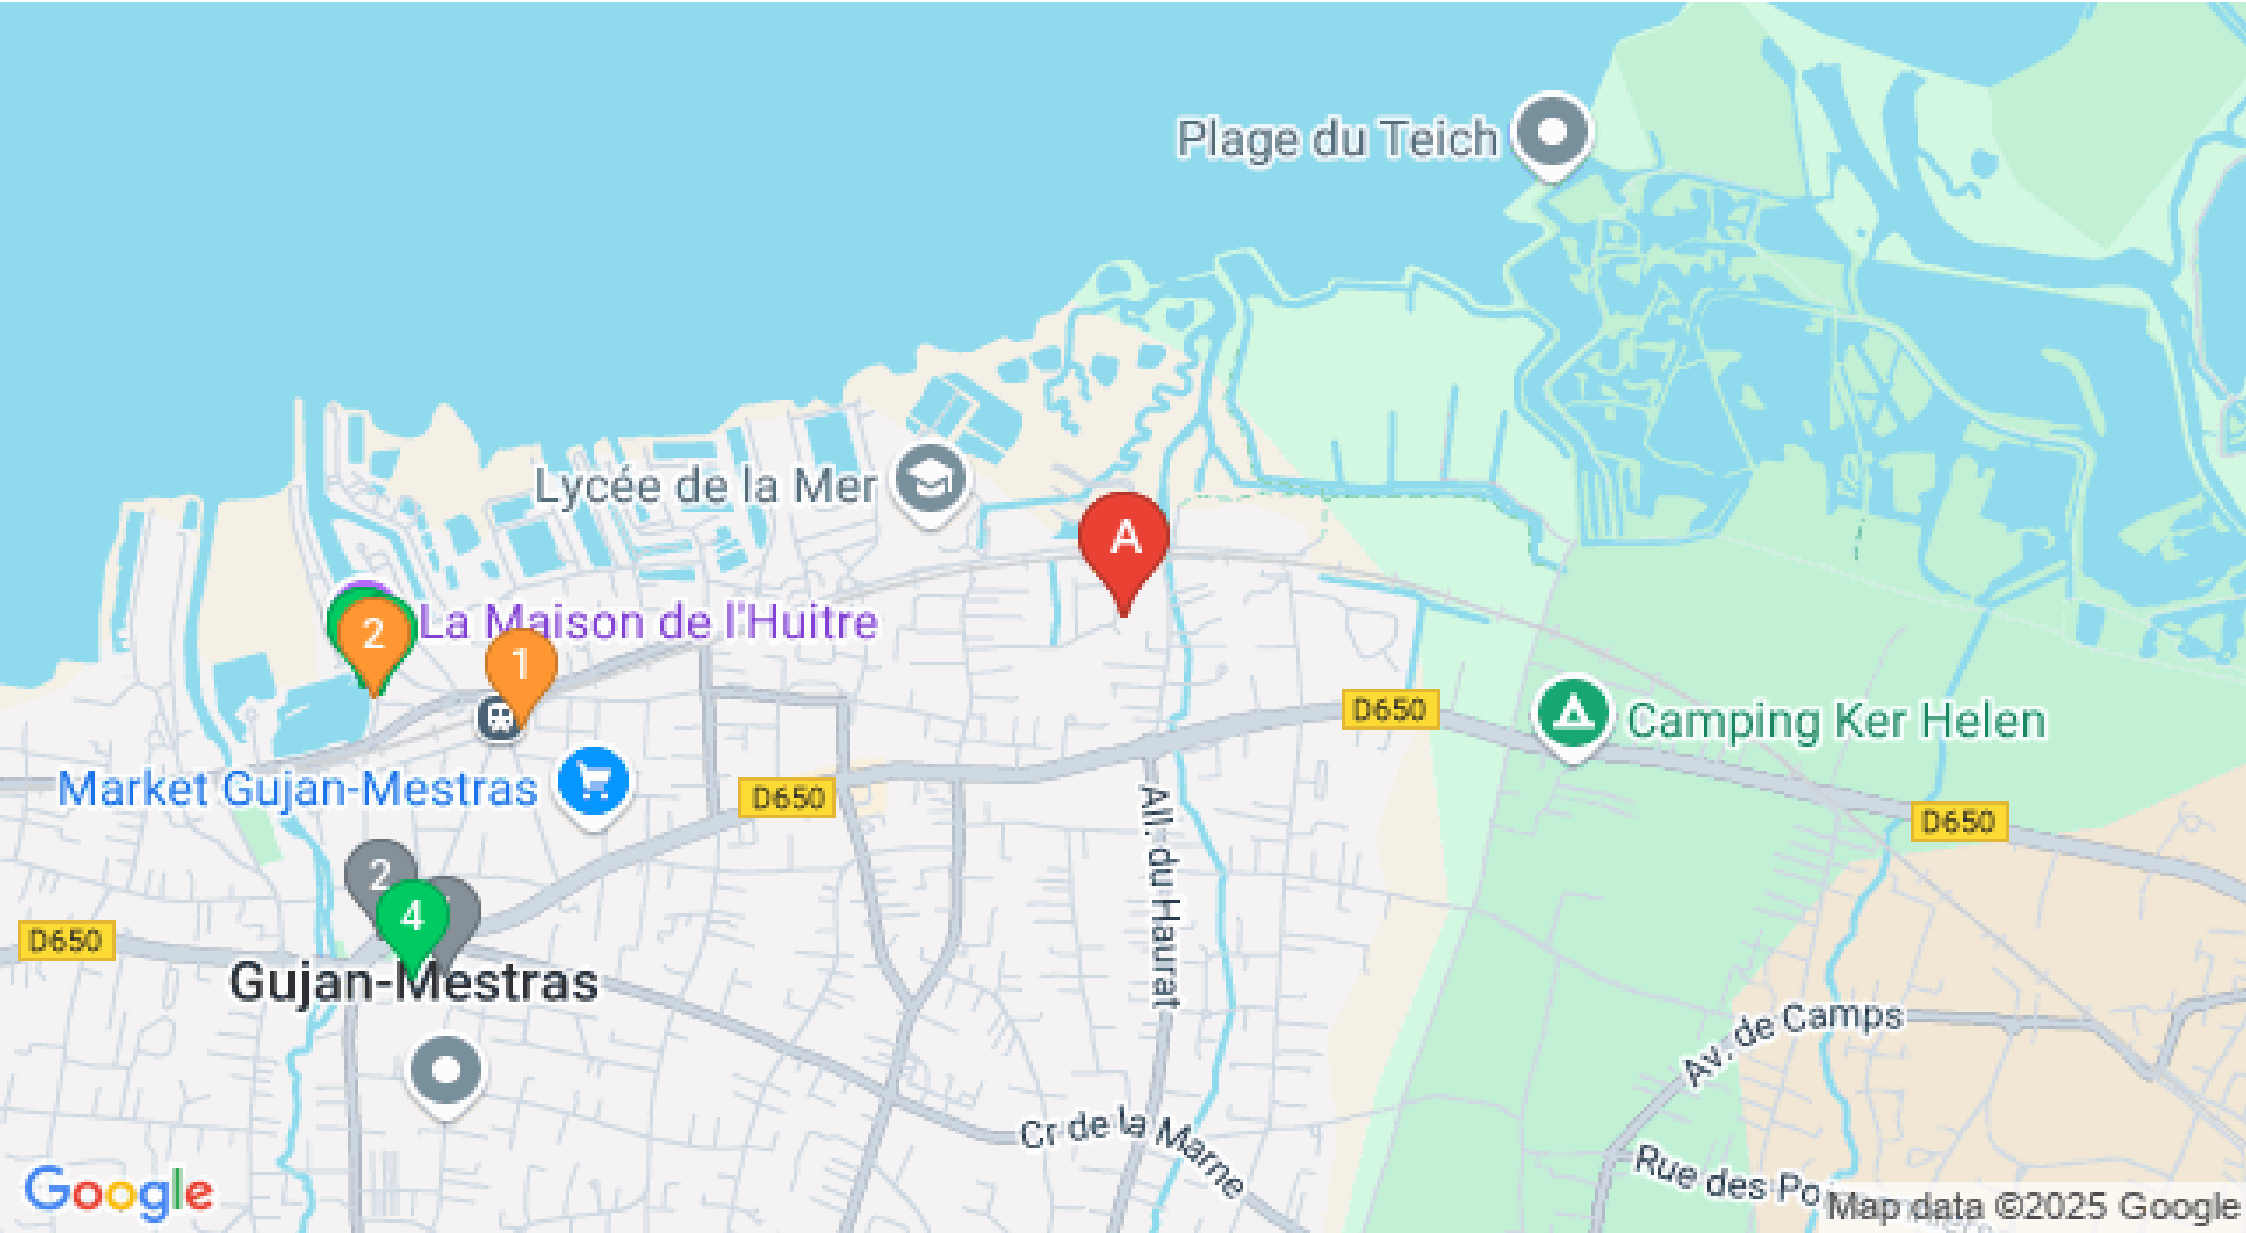 Plage du Teich
Lycée de la Mer
A
La Maison de l'Huitre
2
1
D650
Camping Ker Helen
Market Gujan-Mestras
D650
D650
All. du Haurat
2
4
D650
Gujan-Mestras
Av. de Camps
Cr de la Marne
Rue des
Google
Map data ©2025 Google